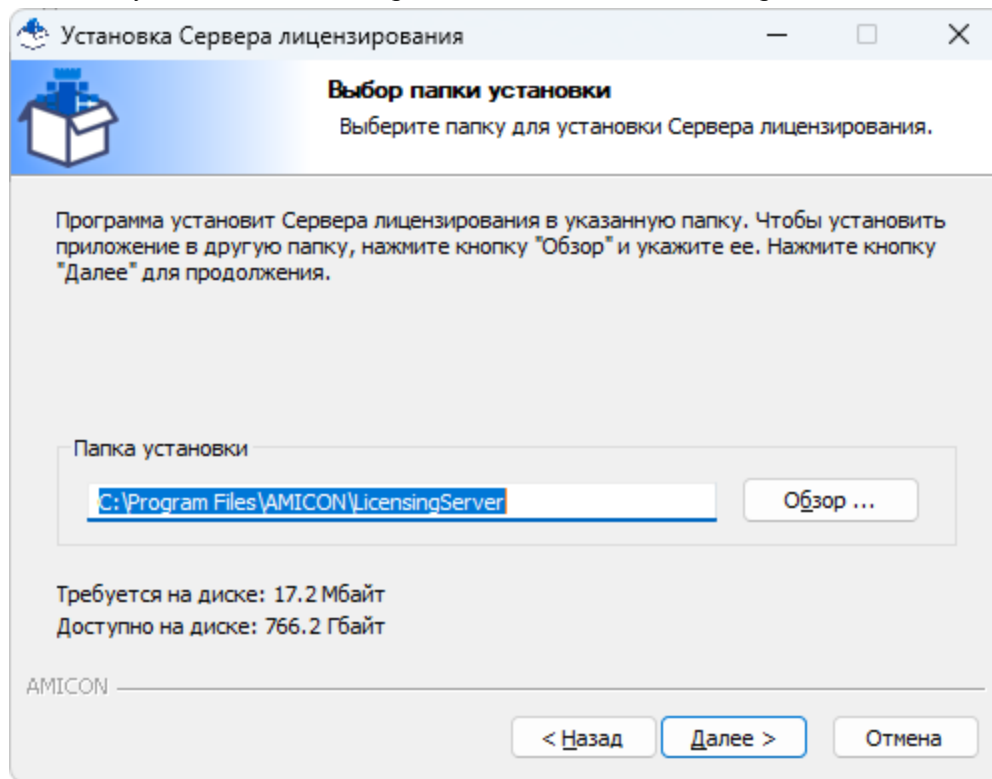 Установка Сервера лицензирования
Выбор папки установки
Выберите папку для установки Сервера лицензирования.
Программа установит Сервера лицензирования в указанную папку. Чтобы установить
приложение в другую папку, нажмите кнопку "Обзор" и укажите ее. Нажмите кнопку
"Далее" для продолжения.
Папка установки
C:\Program Files\AMICON\LicensingServer
Обзор ...
Требуется на диске: 17.2 Мбайт
Доступно на диске: 766.2 Гбайт
AMICON
< Назад
Далее >
Отмена